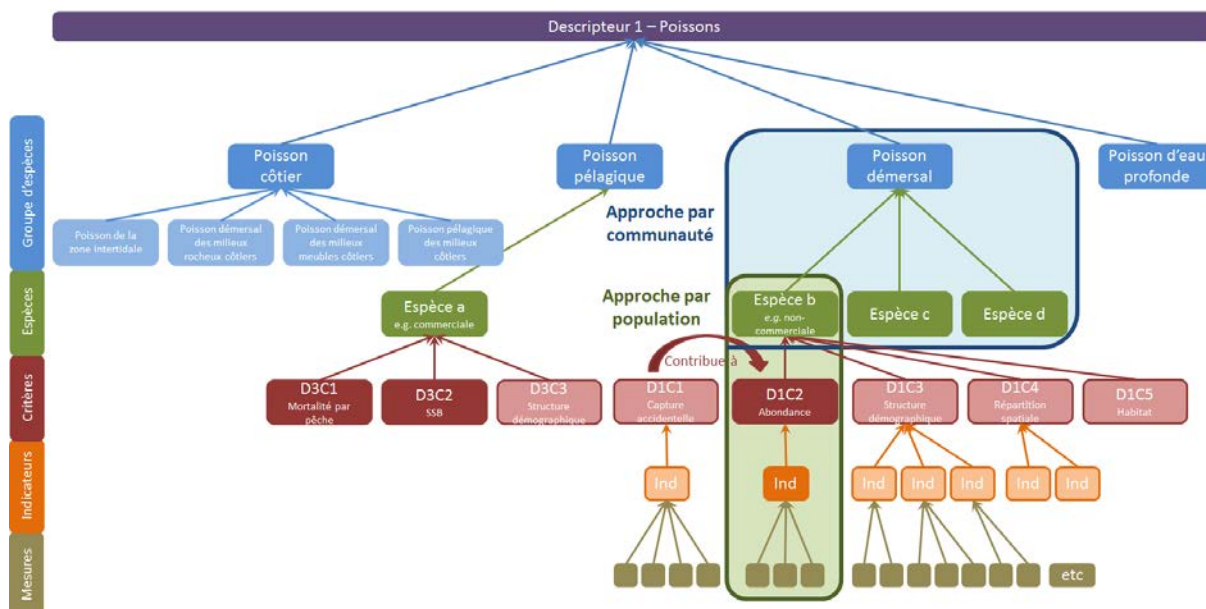 Descripteur 1 – Poissons
Groupe d'espèces
Poisson
côtier
Poisson
pélagique
Poisson
démersal
Poisson d'eau
profonde
Poisson de la
zone intertidale
Poisson démersal
des milieux
rocheux côtiers
Poisson démersal
des milieux
meubles côtiers
Poisson pélagique
des milieux
côtiers
Approche par
communauté
Espèces
Espèce a
e.g. commerciale
Approche par
population
Espèce b
e.g. non-
commerciale
Espèce c
Espèce d
Contribue à
Critères
D3C1
Mortalité par
pêche
D3C2
SSB
D3C3
Structure
démographique
D1C1
Capture
accidentelle
D1C2
Abondance
D1C3
Structure
démographique
D1C4
Répartition
spatiale
D1C5
Habitat
Indicateurs
Ind
Ind
Ind
Ind
Ind
Ind
Ind
Mesures
etc